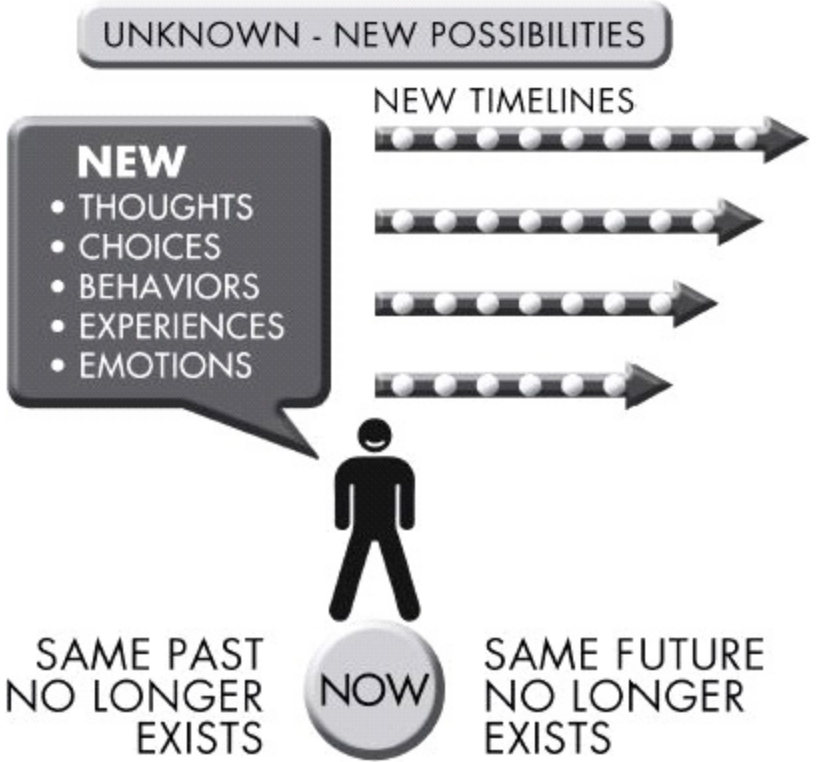 UNKNOWN - NEW POSSIBILITIES
NEW TIMELINES
NEW
• THOUGHTS
• CHOICES
• BEHAVIORS
• EXPERIENCES
• EMOTIONS
SAME PAST
NO LONGER
EXISTS
NOW
SAME FUTURE
NO LONGER
EXISTS